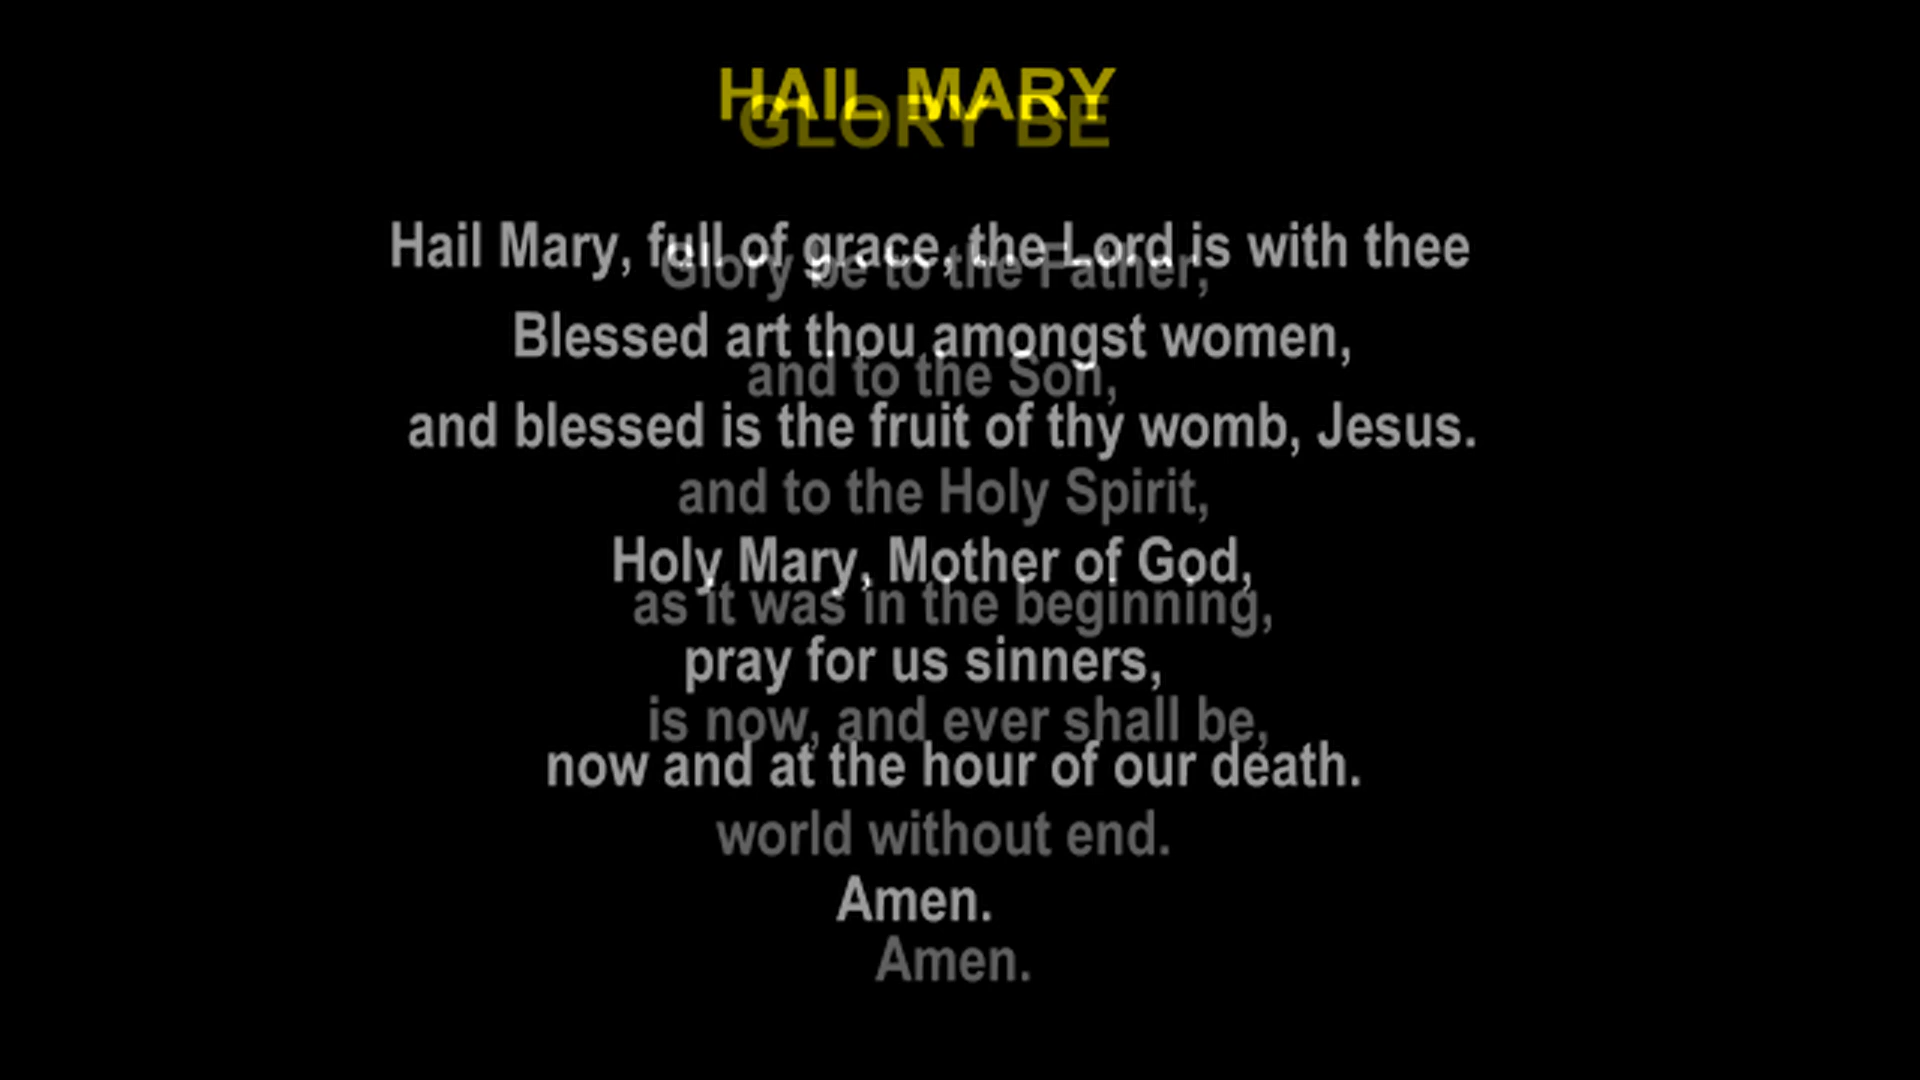 HAIL MARY
GLORY BE
Hail Mary, full of grace, the Lord is with thee
Glory be to the Father,
Blessed art thou amongst women,
and to the Son,
and blessed is the fruit of thy womb, Jesus.
and to the Holy Spirit,
Holy Mary, Mother of God,
as it was in the beginning,
pray for us sinners,
is now, and ever shall be,
now and at the hour of our death.
world without end.
Amen.
Amen.